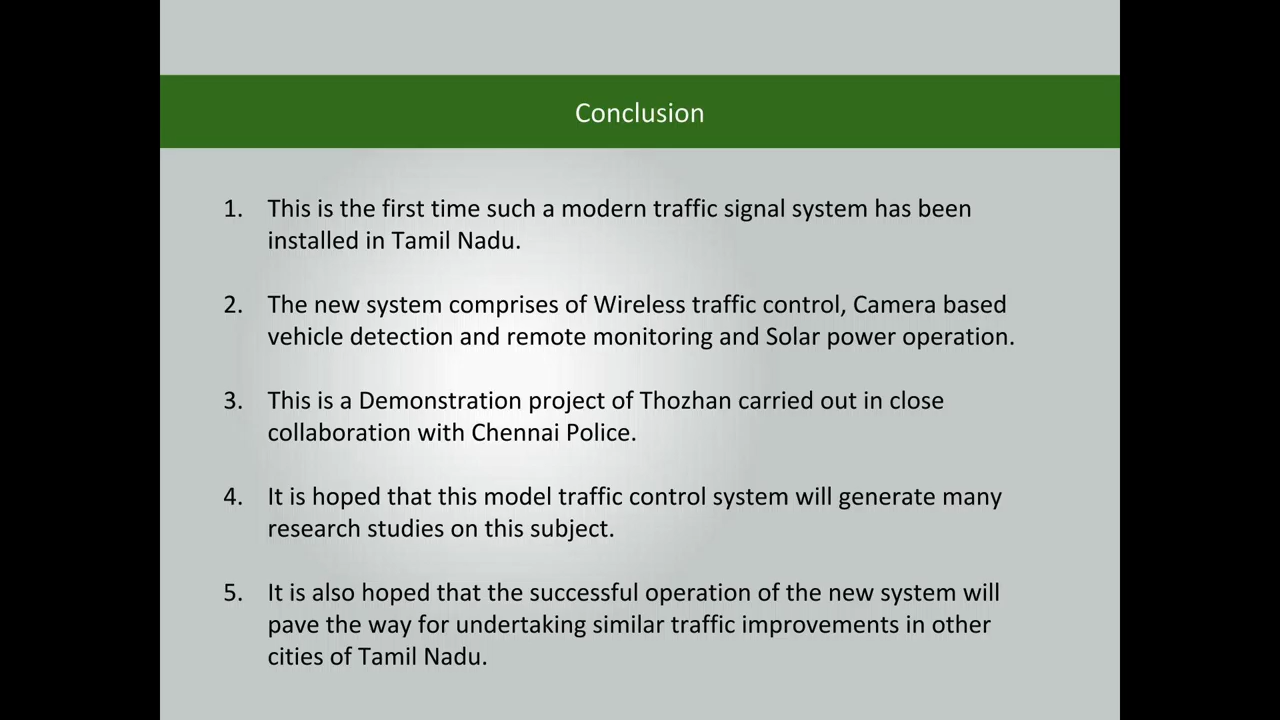 Conclusion
1. This is the first time such a modern traffic signal system has been
installed in Tamil Nadu.
2. The new system comprises of Wireless traffic control, Camera based
vehicle detection and remote monitoring and Solar power operation.
3. This is a Demonstration project of Thozhan carried out in close
collaboration with Chennai Police.
4. It is hoped that this model traffic control system will generate many
research studies on this subject.
5. It is also hoped that the successful operation of the new system will
pave the way for undertaking similar traffic improvements in other
cities of Tamil Nadu.